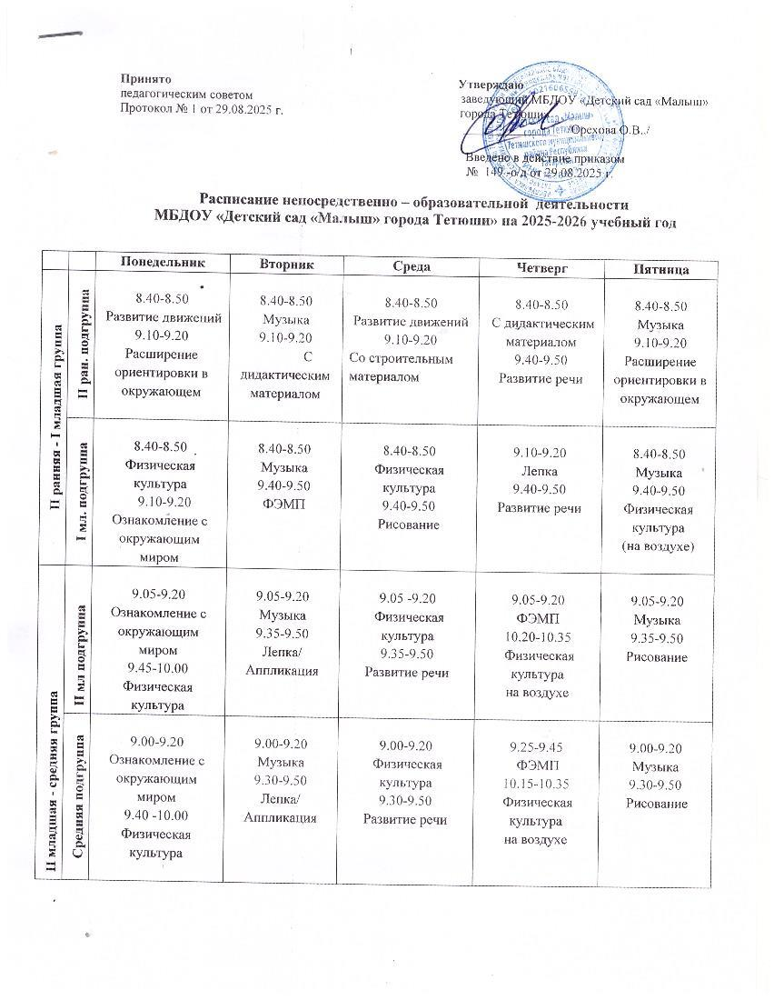 Принято
педагогическим советом
Протокол № 1 от 29.08.2025 г.
Утверждаю
заведующий МБДОУ «Детский сад «Малыш»
города Тетюши
/Орехова О.В../
Введено в действие приказом
№ 149 -о/д от 29.08.2025 г.
Расписание непосредственно – образовательной деятельности
МБДОУ «Детский сад «Малыш» города Тетюши» на 2025-2026 учебный год
Понедельник Вторник Среда Четверг Пятница
II ранняя - I младшая группа
II ран. подгруппа
8.40-8.50
Развитие движений
9.10-9.20
Расширение
ориентировки в
окружающем
8.40-8.50
Музыка
9.10-9.20
С
дидактическим
материалом
8.40-8.50
Развитие движений
9.10-9.20
Со строительным
материалом
8.40-8.50
С дидактическим
материалом
9.40-9.50
Развитие речи
8.40-8.50
Музыка
9.10-9.20
Расширение
ориентировки в
окружающем
I мл. подгруппа
8.40-8.50
Физическая
культура
9.10-9.20
Ознакомление с
окружающим
миром
8.40-8.50
Музыка
9.40-9.50
ФЭМП
8.40-8.50
Физическая
культура
9.40-9.50
Рисование
9.10-9.20
Лепка
9.40-9.50
Развитие речи
8.40-8.50
Музыка
9.40-9.50
Физическая
культура
(на воздухе)
II младшая - средняя группа
II мл подгруппа
9.05-9.20
Ознакомление с
окружающим
миром
9.45-10.00
Физическая
культура
9.05-9.20
Музыка
9.35-9.50
Лепка/
Аппликация
9.05 -9.20
Физическая
культура
9.35-9.50
Развитие речи
9.05-9.20
ФЭМП
10.20-10.35
Физическая
культура
на воздухе
9.05-9.20
Музыка
9.35-9.50
Рисование
Средняя подгруппа
9.00-9.20
Ознакомление с
окружающим
миром
9.40 -10.00
Физическая
культура
9.00-9.20
Музыка
9.30-9.50
Лепка/
Аппликация
9.00-9.20
Физическая
культура
9.30-9.50
Развитие речи
9.25-9.45
ФЭМП
10.15-10.35
Физическая
культура
на воздухе
9.00-9.20
Музыка
9.30-9.50
Рисование